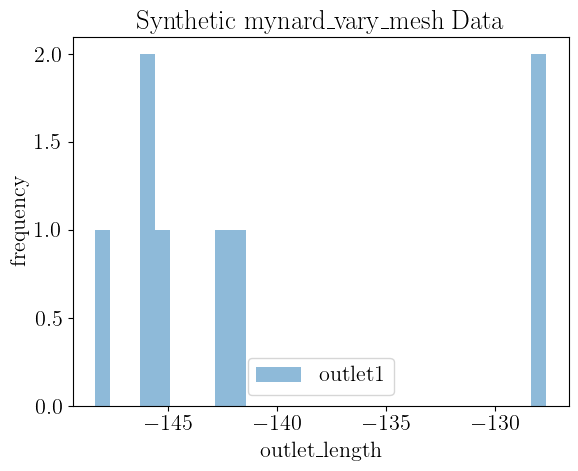 Synthetic mynard_vary_mesh Data
2.0
1.5
1.0
0.5
0.0
frequency
outlet1
−145
−140
−135
−130
outlet_length